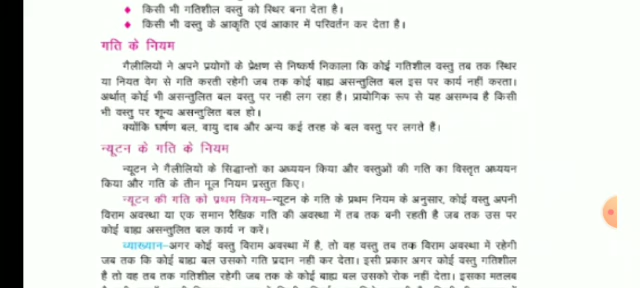 किसी भी गतिशील वस्तु को स्थिर बना देता है।
किसी भी वस्तु के आकृति एवं आकार में परिवर्तन कर देता है।
गति के नियम
गैलीलियो ने अपने प्रयोगों के प्रेक्षण से निष्कर्ष निकाला कि कोई गतिशील वस्तु तब तक स्थिर
या नियत वेग से गति करती रहेगी जब तक कोई बाह्य असन्तुलित बल इस पर कार्य नहीं करता।
अर्थात् कोई भी असन्तुलित बल वस्तु पर नही लग रहा है। प्रायोगिक रूप से यह असम्भव है किसी
भी वस्तु पर शून्य असन्तुलित बल हो।
क्योंकि घर्षण बल, वायु दाब और अन्य कई तरह के बल वस्तु पर लगते हैं।
न्यूटन के गति के नियम
न्यूटन ने गैलीलियो के सिद्धान्तों का अध्ययन किया और वस्तुओं की गति का विस्तृत अध्ययन
किया और गति के तीन मूल नियम प्रस्तुत किए।
न्यूटन की गति को प्रथम नियम–न्यूटन के गति के प्रथम नियम के अनुसार, कोई वस्तु अपनी
विराम अवस्था या एक समान रैखिक गति की अवस्था में तब तक बनी रहती है जब तक उस पर
कोई बाह्य असन्तुलित बल कार्य न करें।
व्याख्यान–अगर कोई वस्तु विराम अवस्था में है, तो वह वस्तु तब तक विराम अवस्था में रहेगी
जब तक कि कोई बाह्य बल उसको गति प्रदान नहीं कर देता। इसी प्रकार अगर कोई वस्तु गतिशील
है तो वह तब तक गतिशील रहेगी जब तक के कोई बाह्य बल उसको रोक नहीं देता। इसका मतलब